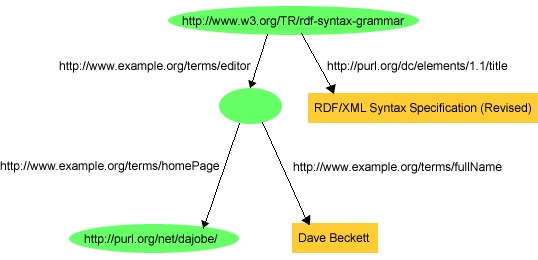 http://www.w3.org/TR/rdf-syntax-grammar
http://www.example.org/terms/editor
http://purl.org/dc/elements/1.1/title
RDF/XML Syntax Specification (Revised)
http://www.example.org/terms/homePage
http://www.example.org/terms/fullName
http://purl.org/net/dajobe/
Dave Beckett